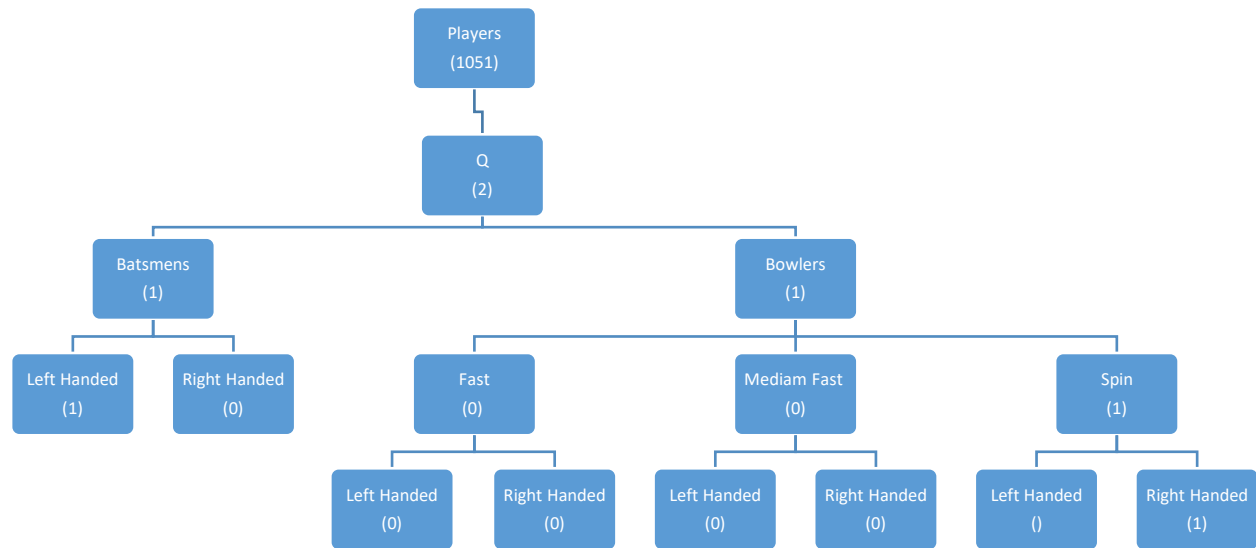 Players
(1051)
Q
(2)
Batsmens
(1)
Bowlers
(1)
Left Handed
(1)
Right Handed
(0)
Fast
(0)
Mediam Fast
(0)
Spin
(1)
Left Handed
(0)
Right Handed
(0)
Left Handed
(0)
Right Handed
(0)
Left Handed
()
Right Handed
(1)